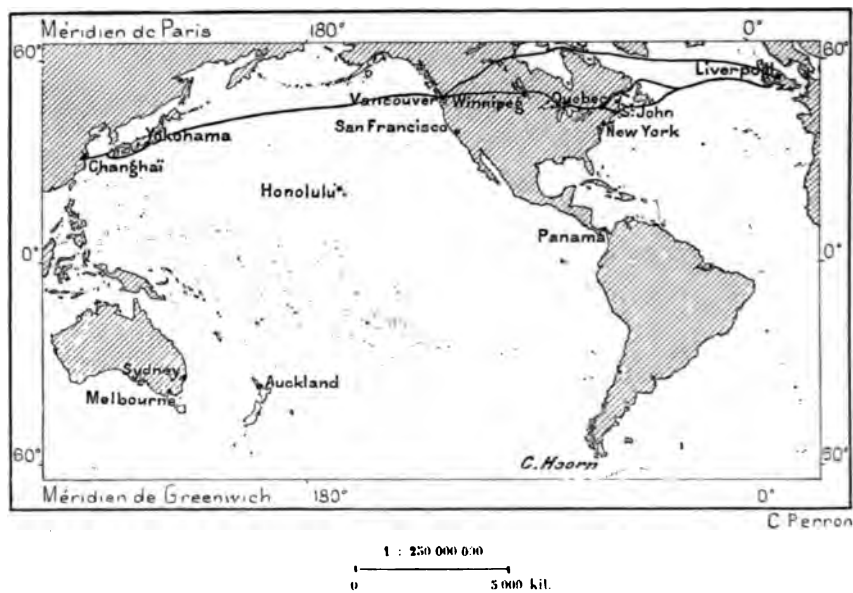 Méridien de Paris 180° 0°
60° 60°
Liverpool
Vancouver Winnipeg Quebec
St. John
San Francisco New York
Yokohama
Changhaï
Honolulu
Panama
0° 0°
Sydney
Auckland
Melbourne
60° C. Hoorn 60°
Méridien de Greenwich 180° 0°
C Perron
1 : 250 000 000
0 5 000 kil.